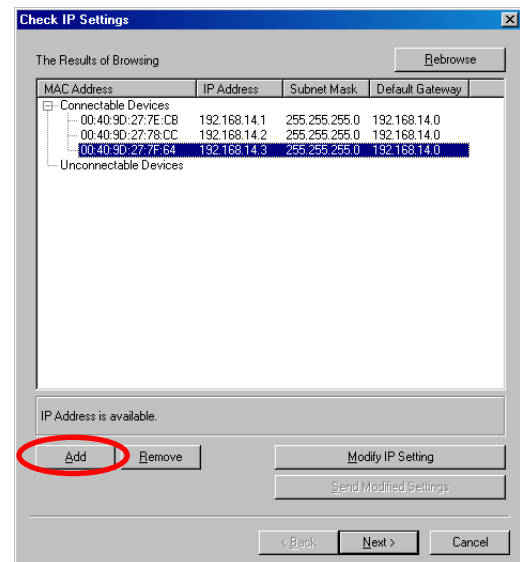 Check IP Settings
The Results of Browsing
Rebrowse
MAC Address IP Address Subnet Mask Default Gateway
Connectable Devices
00:40:9D:27:7E:CB 192.168.14.1 255.255.255.0 192.168.14.0
00:40:9D:27:78:CC 192.168.14.2 255.255.255.0 192.168.14.0
00:40:9D:27:7F:64 192.168.14.3 255.255.255.0 192.168.14.0
Unconnectable Devices
IP Address is available.
Add Remove Modify IP Setting
Send Modified Settings
< Back Next > Cancel